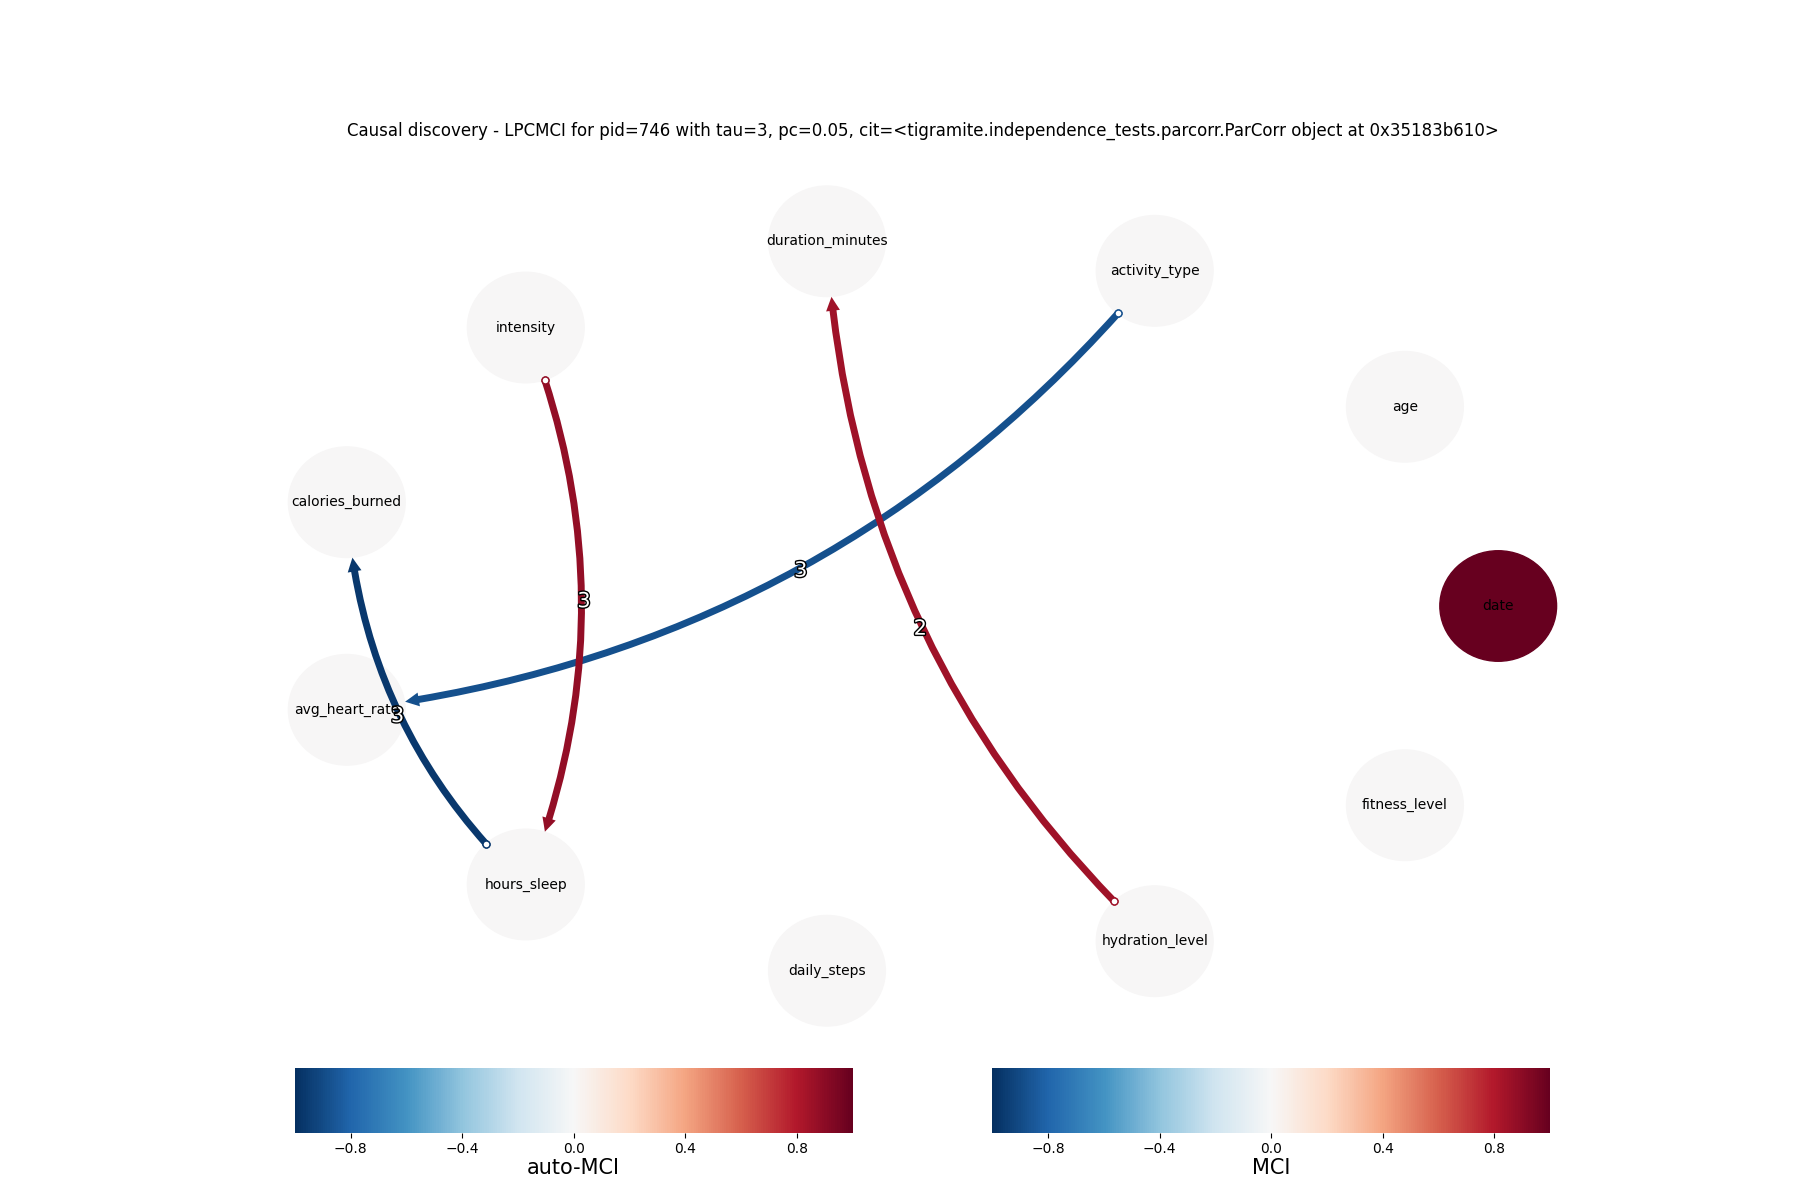 Causal discovery - LPCMCI for pid=746 with tau=3, pc=0.05, cit=<tigramite.independence_tests.parcorr.ParCorr object at 0x35183b610>
duration_minutes
activity_type
intensity
age
calories_burned
3
3
date
2
avg_heart_rate
3
fitness_level
hours_sleep
hydration_level
daily_steps
−0.8 −0.4 0.0 0.4 0.8
auto-MCI
−0.8 −0.4 0.0 0.4 0.8
MCI